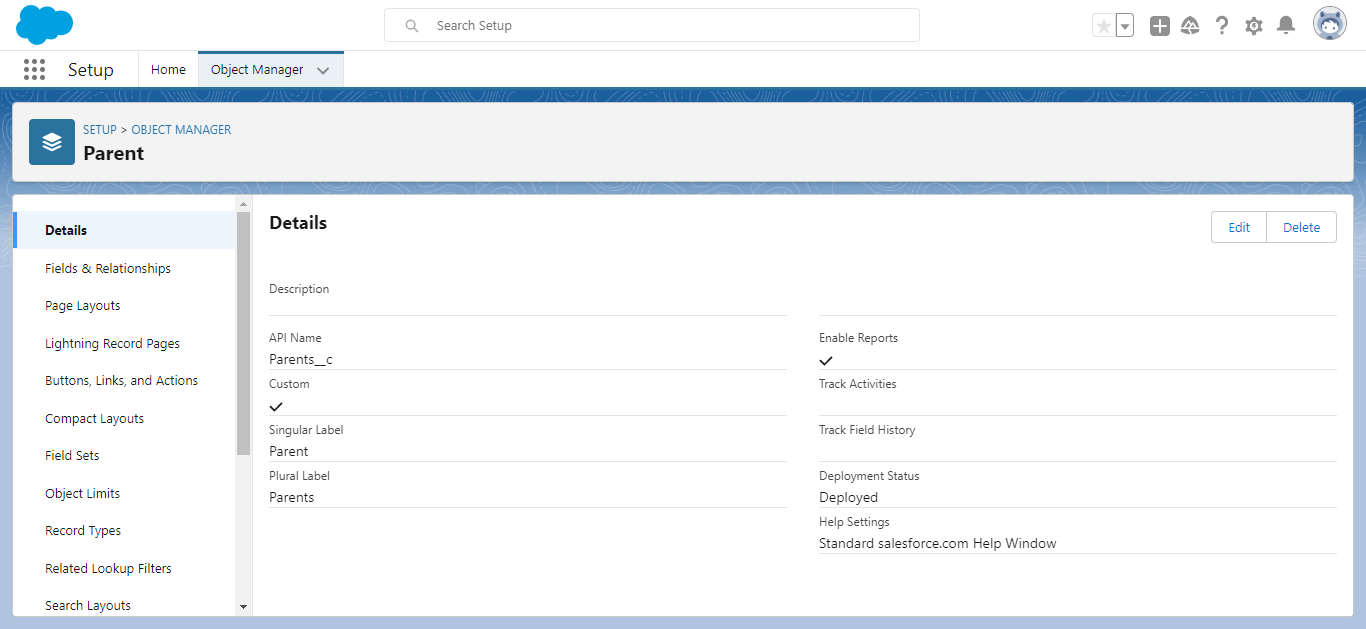 Search Setup
Setup
Home
Object Manager
SETUP > OBJECT MANAGER
Parent
Details
Fields & Relationships
Page Layouts
Lightning Record Pages
Buttons, Links, and Actions
Compact Layouts
Field Sets
Object Limits
Record Types
Related Lookup Filters
Search Layouts
Details
Edit
Delete
Description
API Name
Parents__c
Custom
Singular Label
Parent
Plural Label
Parents
Enable Reports
Track Activities
Track Field History
Deployment Status
Deployed
Help Settings
Standard salesforce.com Help Window